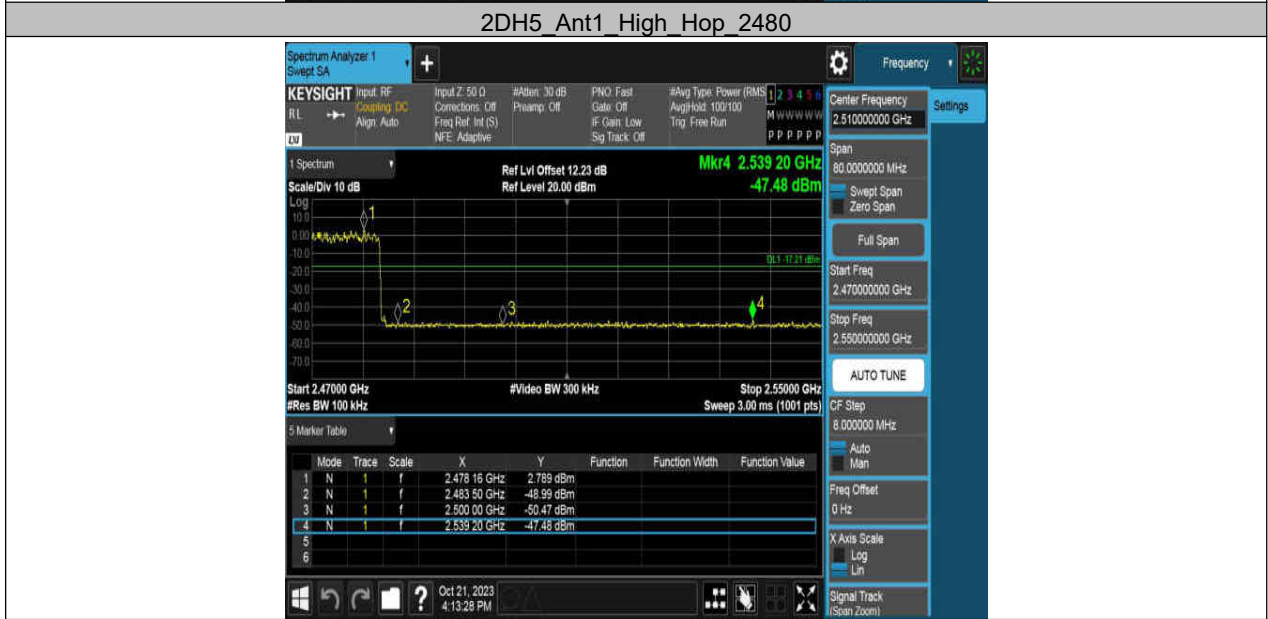 2DH5_Ant1_High_Hop_2480
Spectrum Analyzer 1
Swept SA
+
Frequency
KEYSIGHT
RL
LXI
Input: RF
Coupling: DC
Align: Auto
Input Z: 50 Ω
Corrections: Off
Freq Ref: Int (S)
NFE: Adaptive
#Atten: 30 dB
Preamp: Off
PNO: Fast
Gate: Off
IF Gain: Low
Sig Track: Off
#Avg Type: Power (RMS
Avg|Hold: 100/100
Trig: Free Run
1 2 3 4 5 6
M W W W W W
P P P P P P
1 Spectrum
Scale/Div 10 dB
Ref Lvl Offset 12.23 dB
Ref Level 20.00 dBm
Mkr4 2.539 20 GHz
-47.48 dBm
Log
10.0
0.00
-10.0
-20.0
-30.0
-40.0
-50.0
-60.0
-70.0
1
2
3
4
DL1 -17.21 dBm
Start 2.47000 GHz
#Res BW 100 kHz
#Video BW 300 kHz
Stop 2.55000 GHz
Sweep 3.00 ms (1001 pts)
5 Marker Table
Mode Trace Scale X Y Function Function Width Function Value
1 N 1 f 2.478 16 GHz 2.789 dBm
2 N 1 f 2.483 50 GHz -48.99 dBm
3 N 1 f 2.500 00 GHz -50.47 dBm
4 N 1 f 2.539 20 GHz -47.48 dBm
5
6
?
Oct 21, 2023
4:13:28 PM
Center Frequency
2.510000000 GHz
Settings
Span
80.0000000 MHz
Swept Span
Zero Span
Full Span
Start Freq
2.470000000 GHz
Stop Freq
2.550000000 GHz
AUTO TUNE
CF Step
8.000000 MHz
Auto
Man
Freq Offset
0 Hz
X Axis Scale
Log
Lin
Signal Track
(Span Zoom)